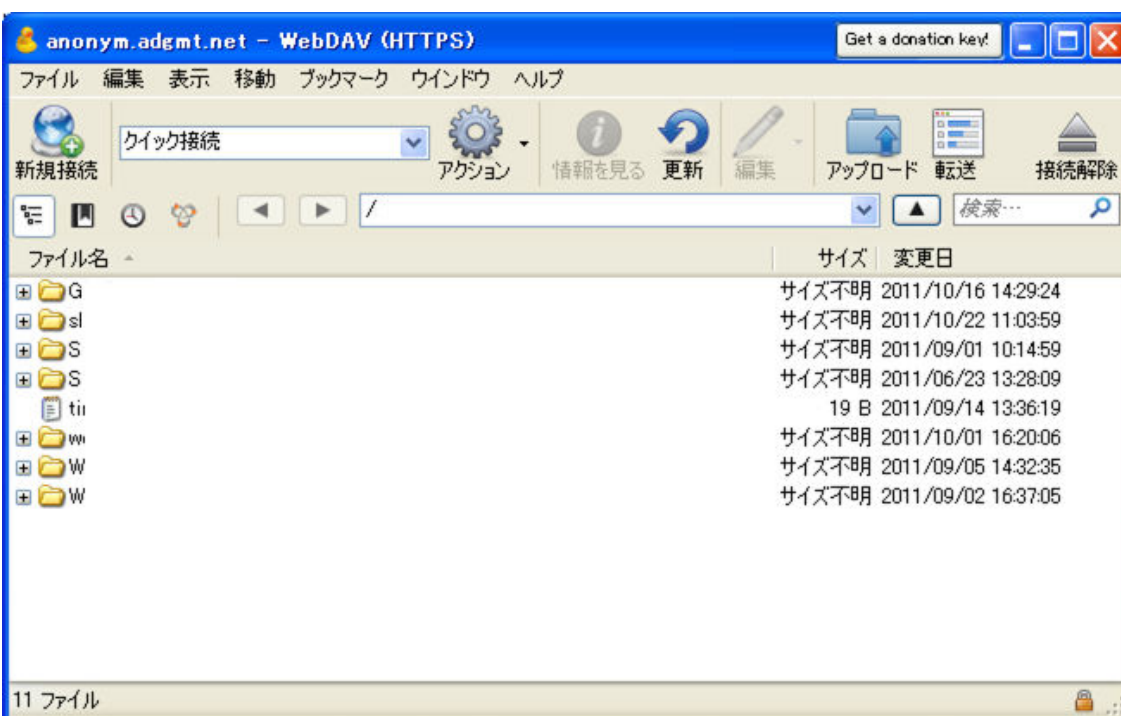 anonym.adgmt.net - WebDAV (HTTPS) Get a donation key!
ファイル 編集 表示 移動 ブックマーク ウインドウ ヘルプ
クイック接続
新規接続 アクション 情報を見る 更新 編集 アップロード 転送 接続解除
/ 検索…
ファイル名 サイズ 変更日
G サイズ不明 2011/10/16 14:29:24
sl サイズ不明 2011/10/22 11:03:59
S サイズ不明 2011/09/01 10:14:59
S サイズ不明 2011/06/23 13:28:09
19 B 2011/09/14 13:36:19
サイズ不明 2011/10/01 16:20:06
W サイズ不明 2011/09/05 14:32:35
W サイズ不明 2011/09/02 16:37:05
11 ファイル